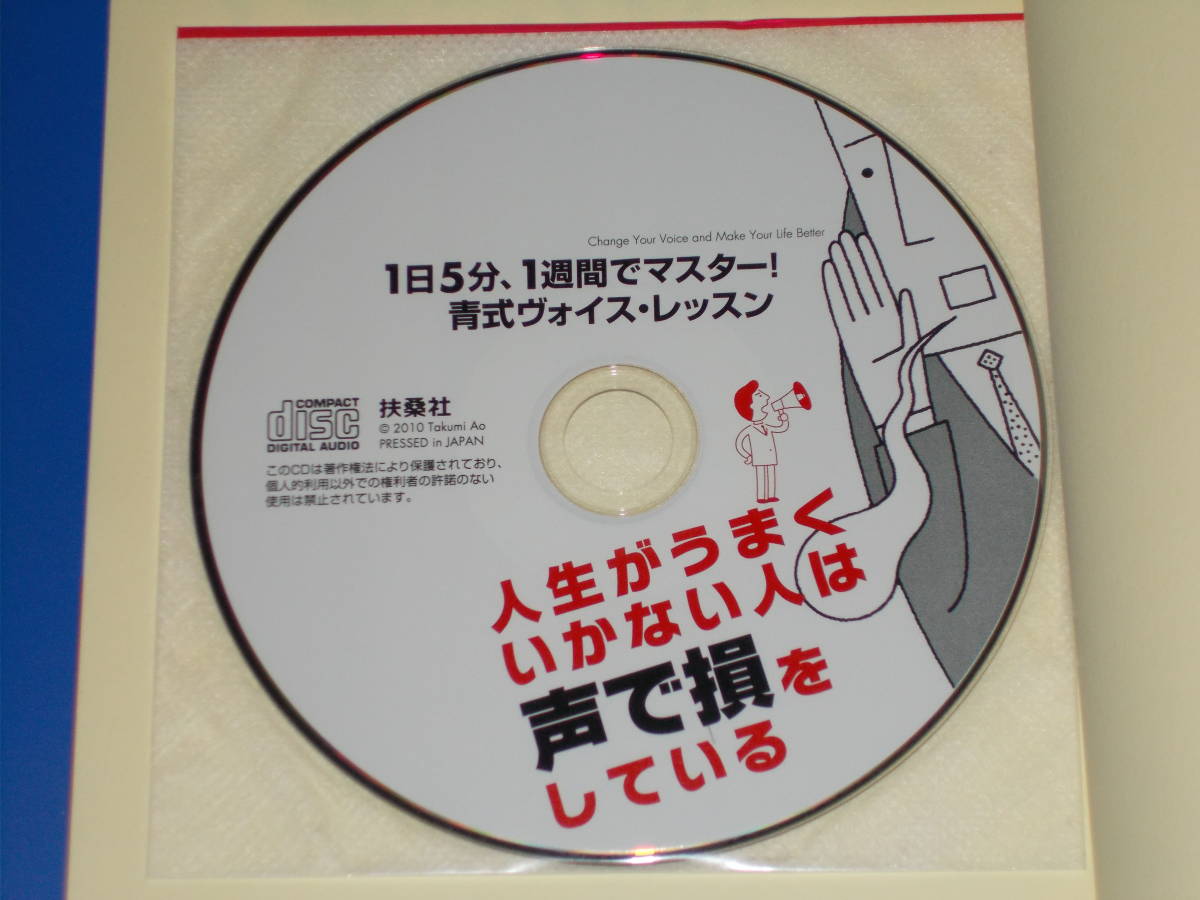 Change Your Voice and Make Your Life Better
1日5分、1週間でマスター!
青式ヴォイス・レッスン
COMPACT
disc
DIGITAL AUDIO
扶桑社
© 2010 Takumi Ao
PRESSED in JAPAN
このCDは著作権法により保護されており、
個人的利用以外での権利者の許諾のない
使用は禁止されています。
人生がうまく
いかない人は
声で損を
している